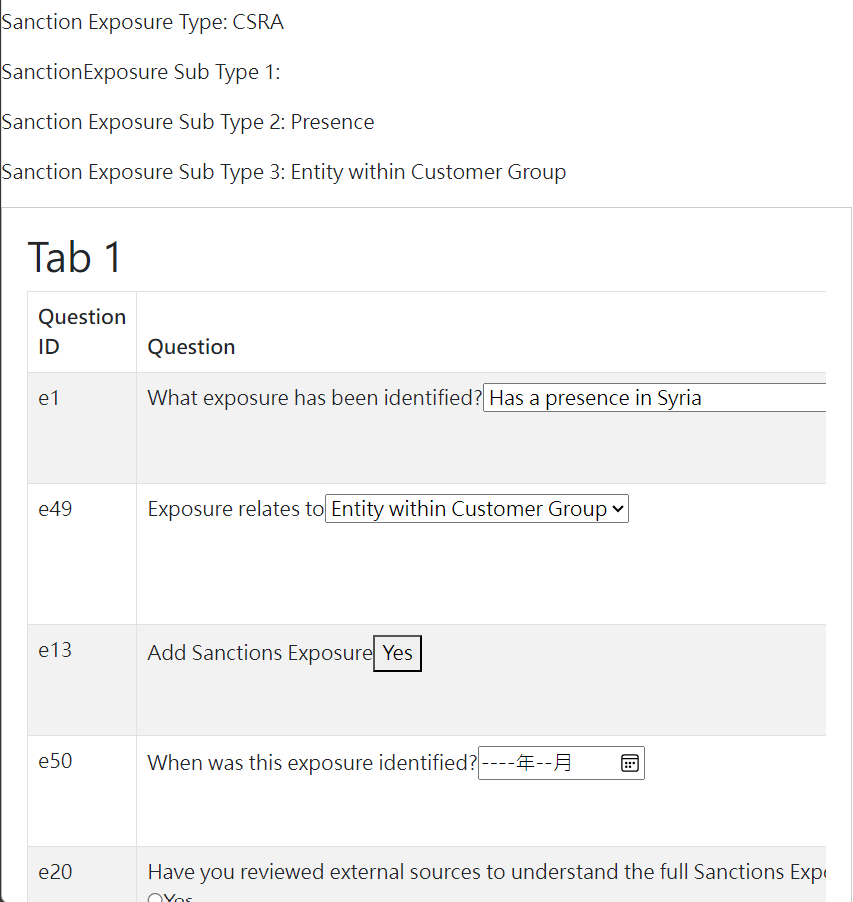 Sanction Exposure Type: CSRA
SanctionExposure Sub Type 1:
Sanction Exposure Sub Type 2: Presence
Sanction Exposure Sub Type 3: Entity within Customer Group
Tab 1
Question ID
Question
e1
What exposure has been identified? Has a presence in Syria
e49
Exposure relates to Entity within Customer Group
e13
Add Sanctions Exposure Yes
e50
When was this exposure identified? ----年--月
e20
Have you reviewed external sources to understand the full Sanctions
Yes